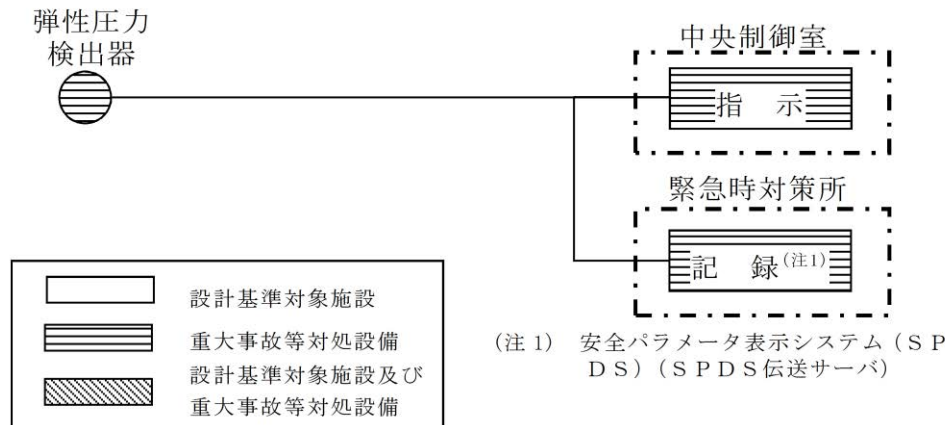 弾性圧力
検出器
中央制御室
指 示
緊急時対策所
記 録(注1)
設計基準対象施設
重大事故等対処設備
設計基準対象施設及び
重大事故等対処設備
(注1) 安全パラメータ表示システム(SP
DS)(SPDS伝送サーバ)